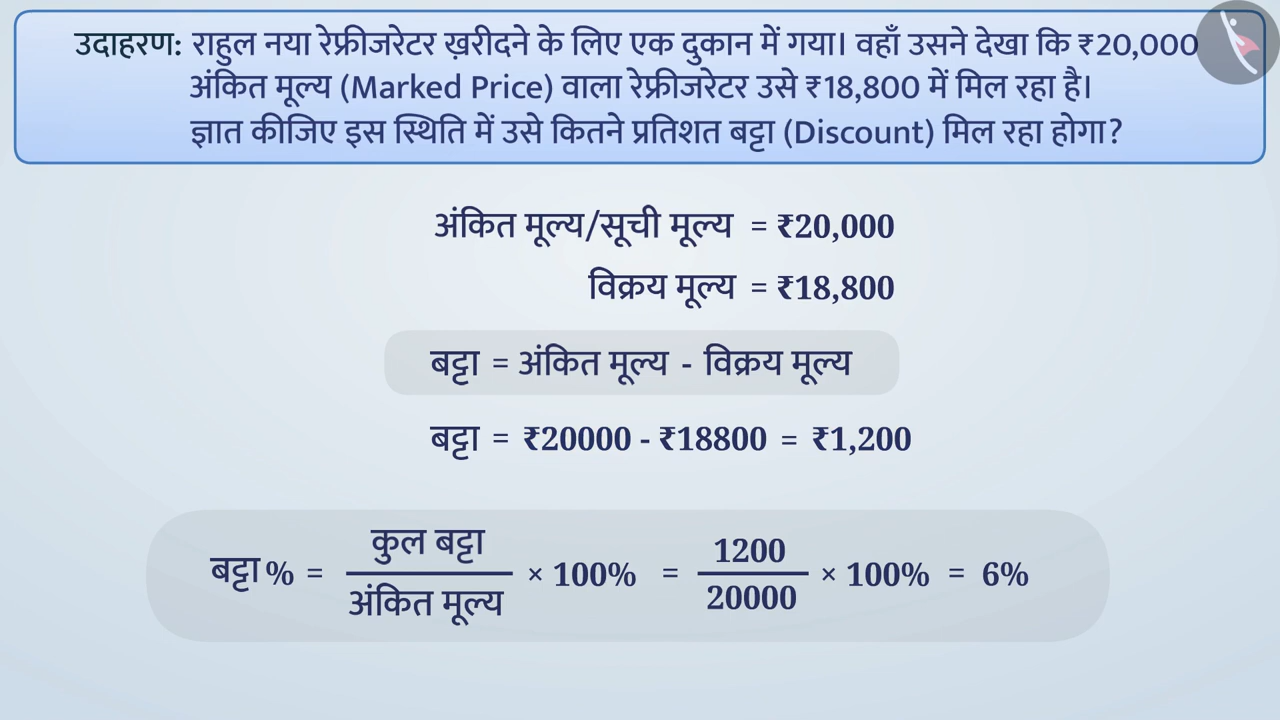 उदाहरण: राहुल नया रेफ्रीजरेटर ख़रीदने के लिए एक दुकान में गया। वहाँ उसने देखा कि ₹20,000
अंकित मूल्य (Marked Price) वाला रेफ्रीजरेटर उसे ₹18,800 में मिल रहा है।
ज्ञात कीजिए इस स्थिति में उसे कितने प्रतिशत बट्टा (Discount) मिल रहा होगा?
अंकित मूल्य/सूची मूल्य = ₹20,000
विक्रय मूल्य = ₹18,800
बट्टा = अंकित मूल्य - विक्रय मूल्य
बट्टा = ₹20000 - ₹18800 = ₹1,200
कुल बट्टा 1200
बट्टा % = × 100% = × 100% = 6%
अंकित मूल्य 20000